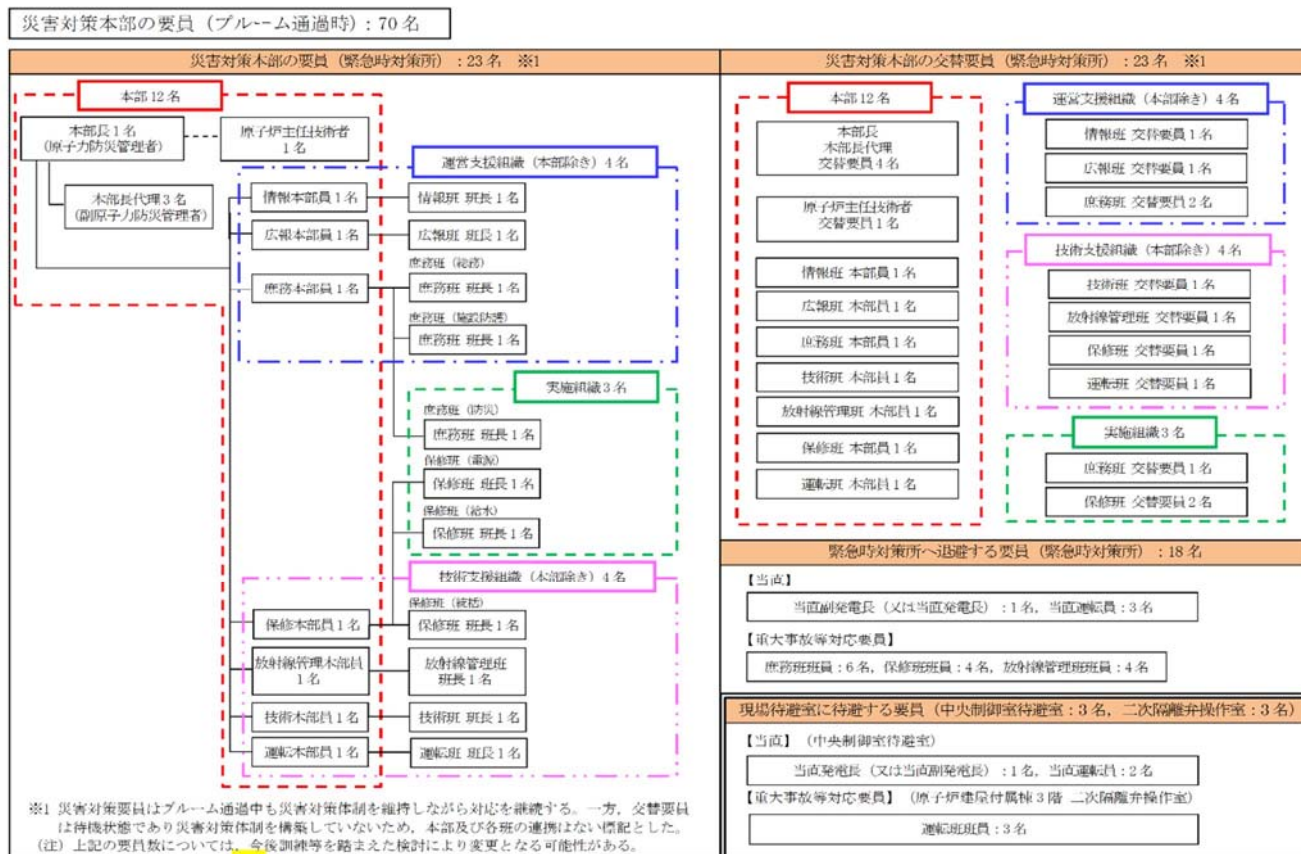 災害対策本部の要員（プルーム通過時）：70名
災害対策本部の要員（緊急時対策所）：23名　※1
本部12名
本部長1名
（原子力防災管理者）
原子炉主任技術者
1名
本部長代理3名
（副原子力防災管理者）
運営支援組織（本部除き）4名
情報本部員1名
情報班 班長1名
広報本部員1名
広報班 班長1名
庶務班（総務）
庶務本部員1名
庶務班 班長1名
庶務班（施設防護）
庶務班 班長1名
実施組織3名
庶務班（防災）
庶務班 班長1名
保修班（電源）
保修班 班長1名
保修班（給水）
保修班 班長1名
技術支援組織（本部除き）4名
保修班（統括）
保修本部員1名
保修班 班長1名
放射線管理本部員
1名
放射線管理班
班長1名
技術本部員1名
技術班 班長1名
運転本部員1名
運転班 班長1名
※1 災害対策要員はプルーム通過中も災害対策体制を維持しながら対応を継続する。一方，交替要員
は待機状態であり災害対策体制を構築していないため，本部及び各班の連携はない標記とした。
（注）上記の要員数については，今後訓練等を踏まえた検討により変更となる可能性がある。
災害対策本部の交替要員（緊急時対策所）：23名　※1
本部12名
本部長
本部長代理
交替要員4名
原子炉主任技術者
交替要員1名
情報班 本部員1名
広報班 本部員1名
庶務班 本部員1名
技術班 本部員1名
放射線管理班 本部員1名
保修班 本部員1名
運転班 本部員1名
運営支援組織（本部除き）4名
情報班 交替要員1名
広報班 交替要員1名
庶務班 交替要員2名
技術支援組織（本部除き）4名
技術班 交替要員1名
放射線管理班 交替要員1名
保修班 交替要員1名
運転班 交替要員1名
実施組織3名
庶務班 交替要員1名
保修班 交替要員2名
緊急時対策所へ退避する要員（緊急時対策所）：18名
【当直】
当直副発電長（又は当直発電長）：1名，当直運転員：3名
【重大事故等対応要員】
庶務班班員：6名，保修班班員：4名，放射線管理班班員：4名
現場待避室に待避する要員（中央制御室待避室：3名，二次隔離弁操作室：3名）
【当直】（中央制御室待避室）
当直発電長（又は当直副発電長）：1名，当直運転員：2名
【重大事故等対応要員】（原子炉建屋付属棟3階 二次隔離弁操作室）
運転班班員：3名